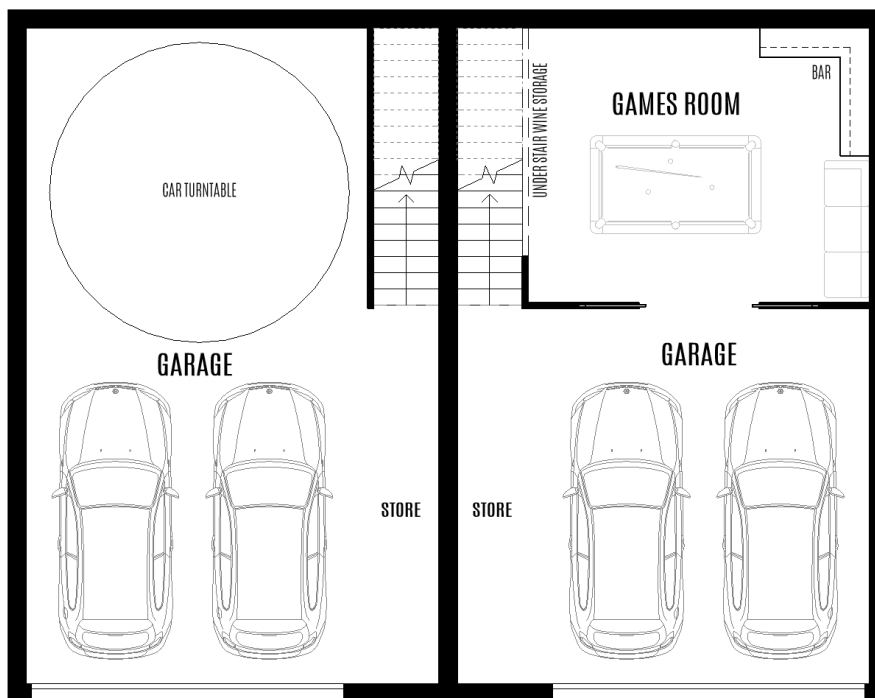 CAR TURNTABLE
GARAGE
STORE
UNDER STAIR WINE STORAGE
GAMES ROOM
BAR
GARAGE
STORE